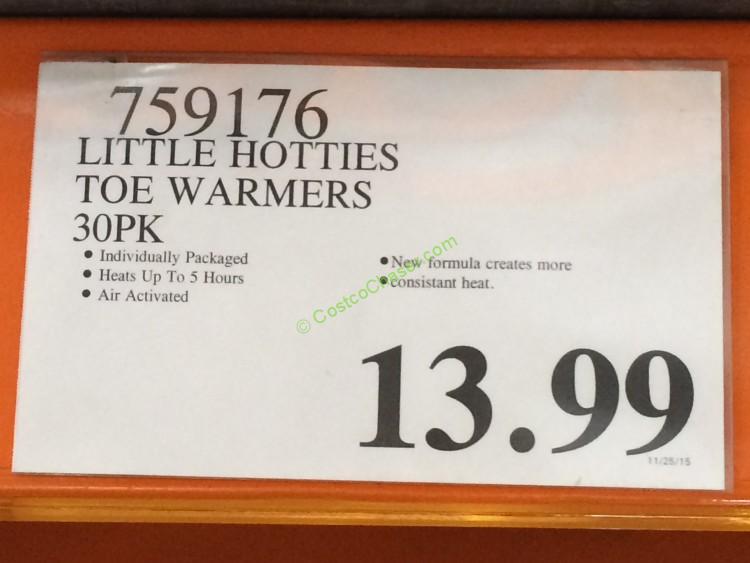 759176
LITTLE HOTTIES
TOE WARMERS
30PK
• Individually Packaged
• Heats Up To 5 Hours
• Air Activated
• New formula creates more
• consistant heat.
© CostcoChaser.com
13.99
11/25/15